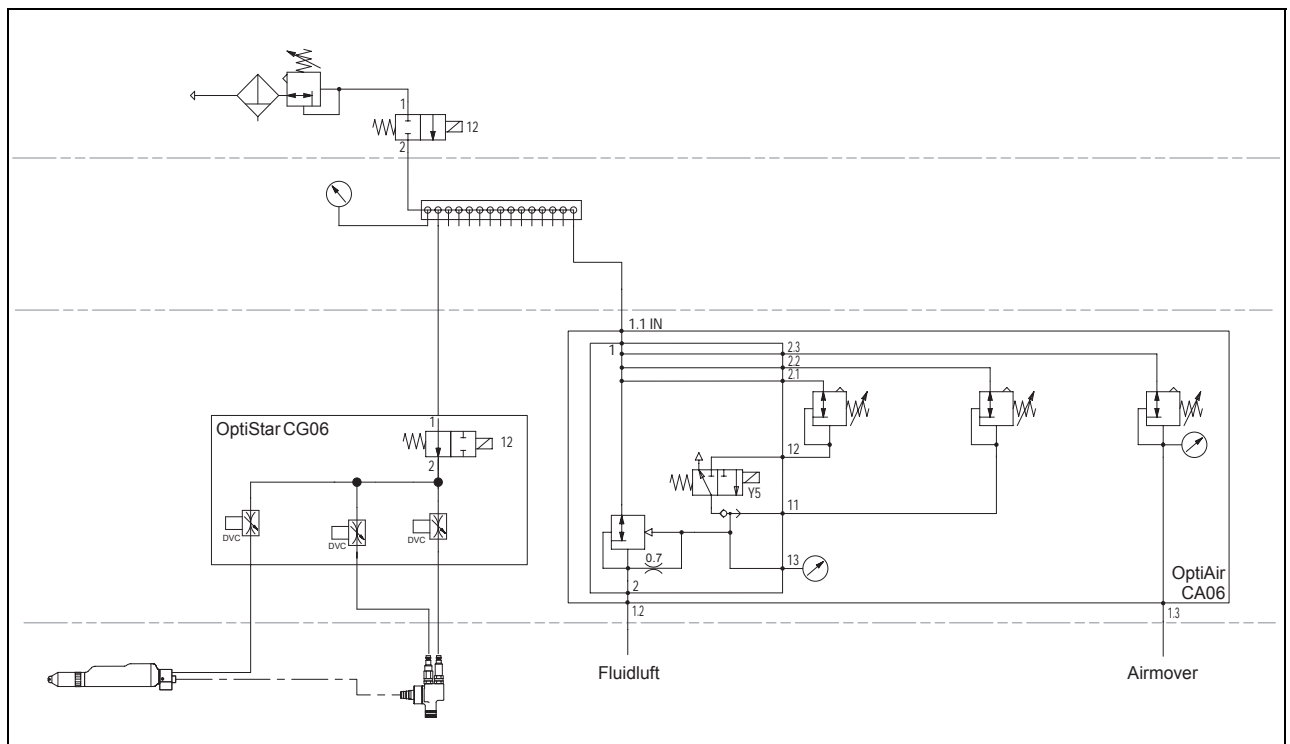 1
12
2
1.1 IN
1
2.3
2.2
2.1
OptiStar CG06
1
12
2
12
Y5
11
DVC
DVC
DVC
0.7
13
OptiAir
CA06
2
1.2
1.3
Fluidluft
Airmover